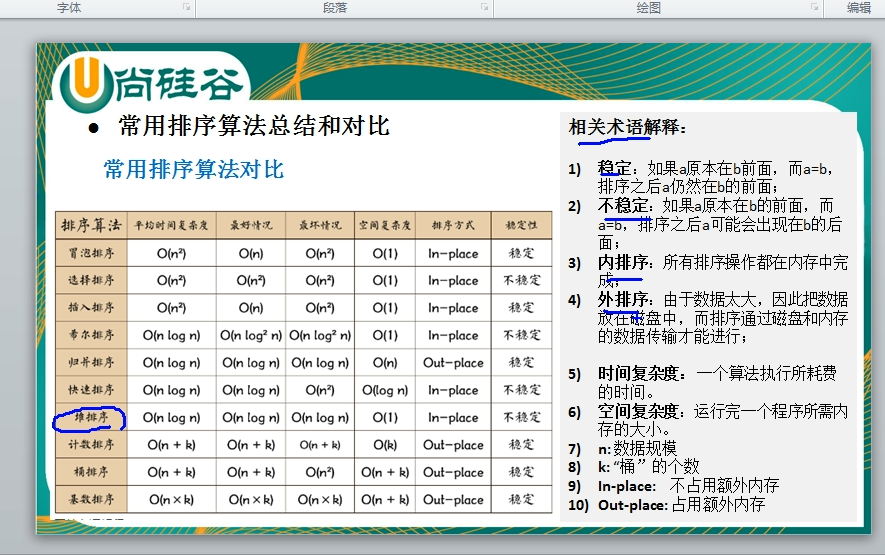 字体 段落 绘图 编辑
尚硅谷
• 常用排序算法总结和对比
常用排序算法对比
排序算法 平均时间复杂度 最好情况 最坏情况 空间复杂度 排序方式 稳定性
冒泡排序 O(n²) O(n) O(n²) O(1) In-place 稳定
选择排序 O(n²) O(n²) O(n²) O(1) In-place 不稳定
插入排序 O(n²) O(n) O(n²) O(1) In-place 稳定
希尔排序 O(n log n) O(n log² n) O(n log² n) O(1) In-place 不稳定
归并排序 O(n log n) O(n log n) O(n log n) O(n) Out-place 稳定
快速排序 O(n log n) O(n log n) O(n²) O(log n) In-place 不稳定
堆排序 O(n log n) O(n log n) O(n log n) O(1) In-place 不稳定
计数排序 O(n + k) O(n + k) O(n + k) O(k) Out-place 稳定
桶排序 O(n + k) O(n + k) O(n²) O(n + k) Out-place 稳定
基数排序 O(n×k) O(n×k) O(n×k) O(n + k) Out-place 稳定
相关术语解释：
1) 稳定：如果a原本在b前面，而a=b，
排序之后a仍然在b的前面；
2) 不稳定：如果a原本在b的前面，而
a=b，排序之后a可能会出现在b的后
面；
3) 内排序：所有排序操作都在内存中完
成；
4) 外排序：由于数据太大，因此把数据
放在磁盘中，而排序通过磁盘和内存
的数据传输才能进行；
5) 时间复杂度： 一个算法执行所耗费
的时间。
6) 空间复杂度：运行完一个程序所需内
存的大小。
7) n: 数据规模
8) k: “桶”的个数
9) In-place: 不占用额外内存
10) Out-place: 占用额外内存